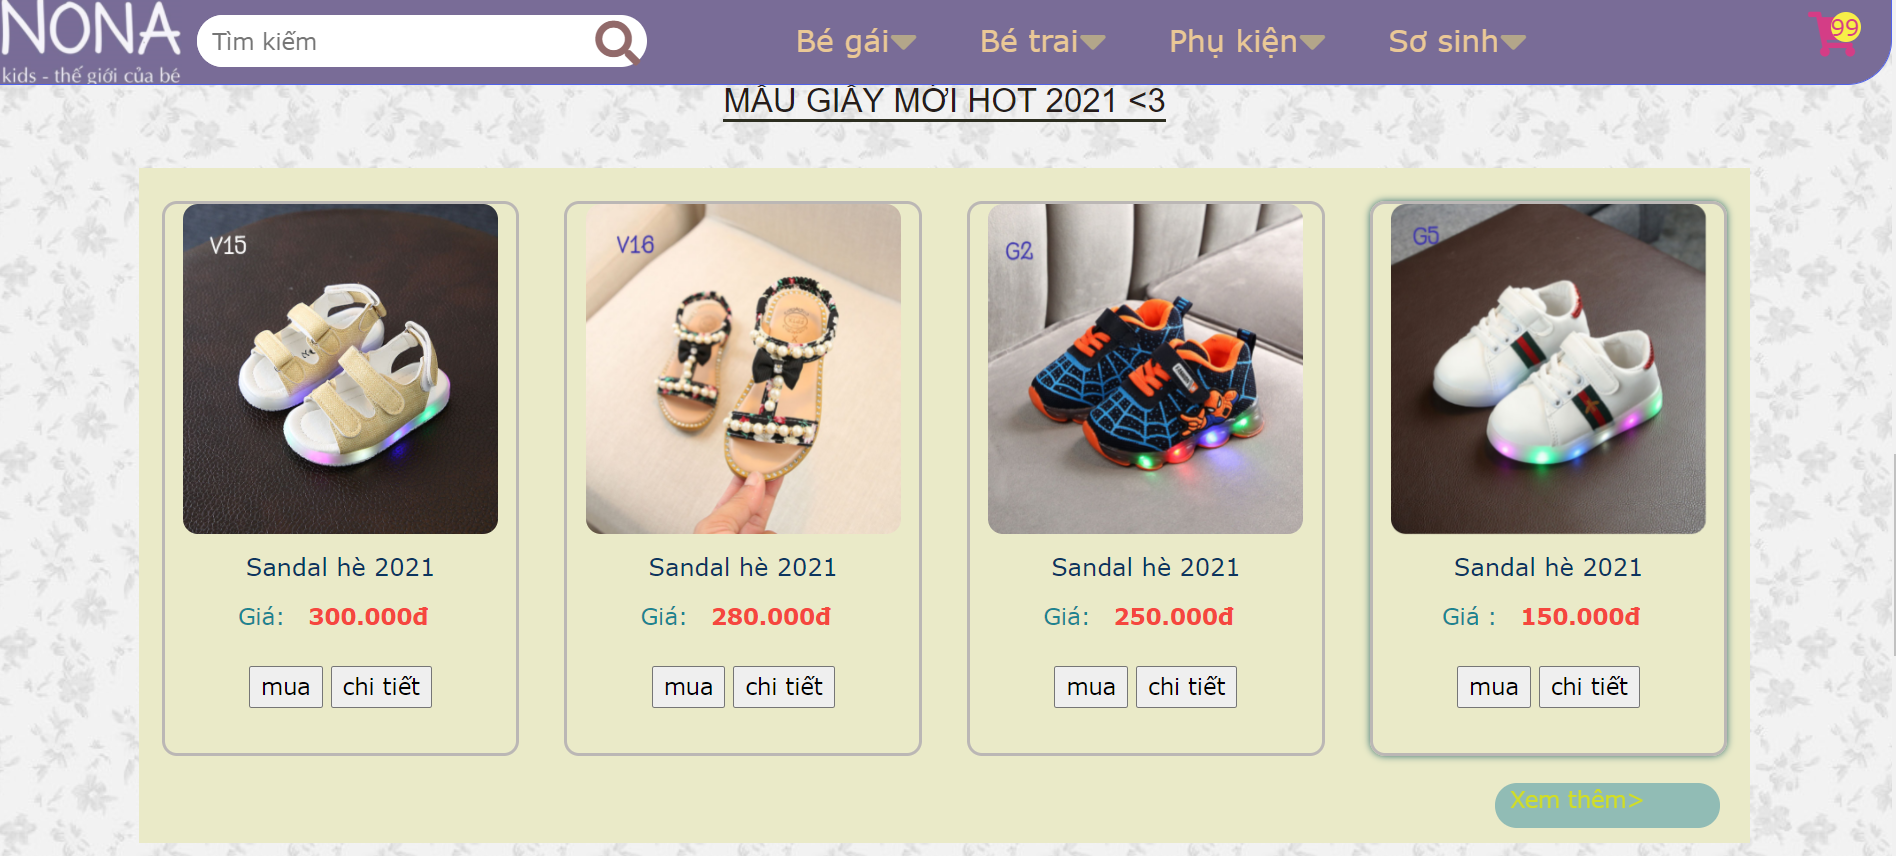 NONA
kids - thế giới của bé
Tìm kiếm
Bé gái
Bé trai
Phụ kiện
Sơ sinh
99
MẪU GIÀY MỚI HOT 2021 <3
V15
V16
G2
G5
Sandal hè 2021
Giá: 300.000đ
mua
chi tiết
Sandal hè 2021
Giá: 280.000đ
mua
chi tiết
Sandal hè 2021
Giá: 250.000đ
mua
chi tiết
Sandal hè 2021
Giá : 150.000đ
mua
chi tiết
Xem thêm>